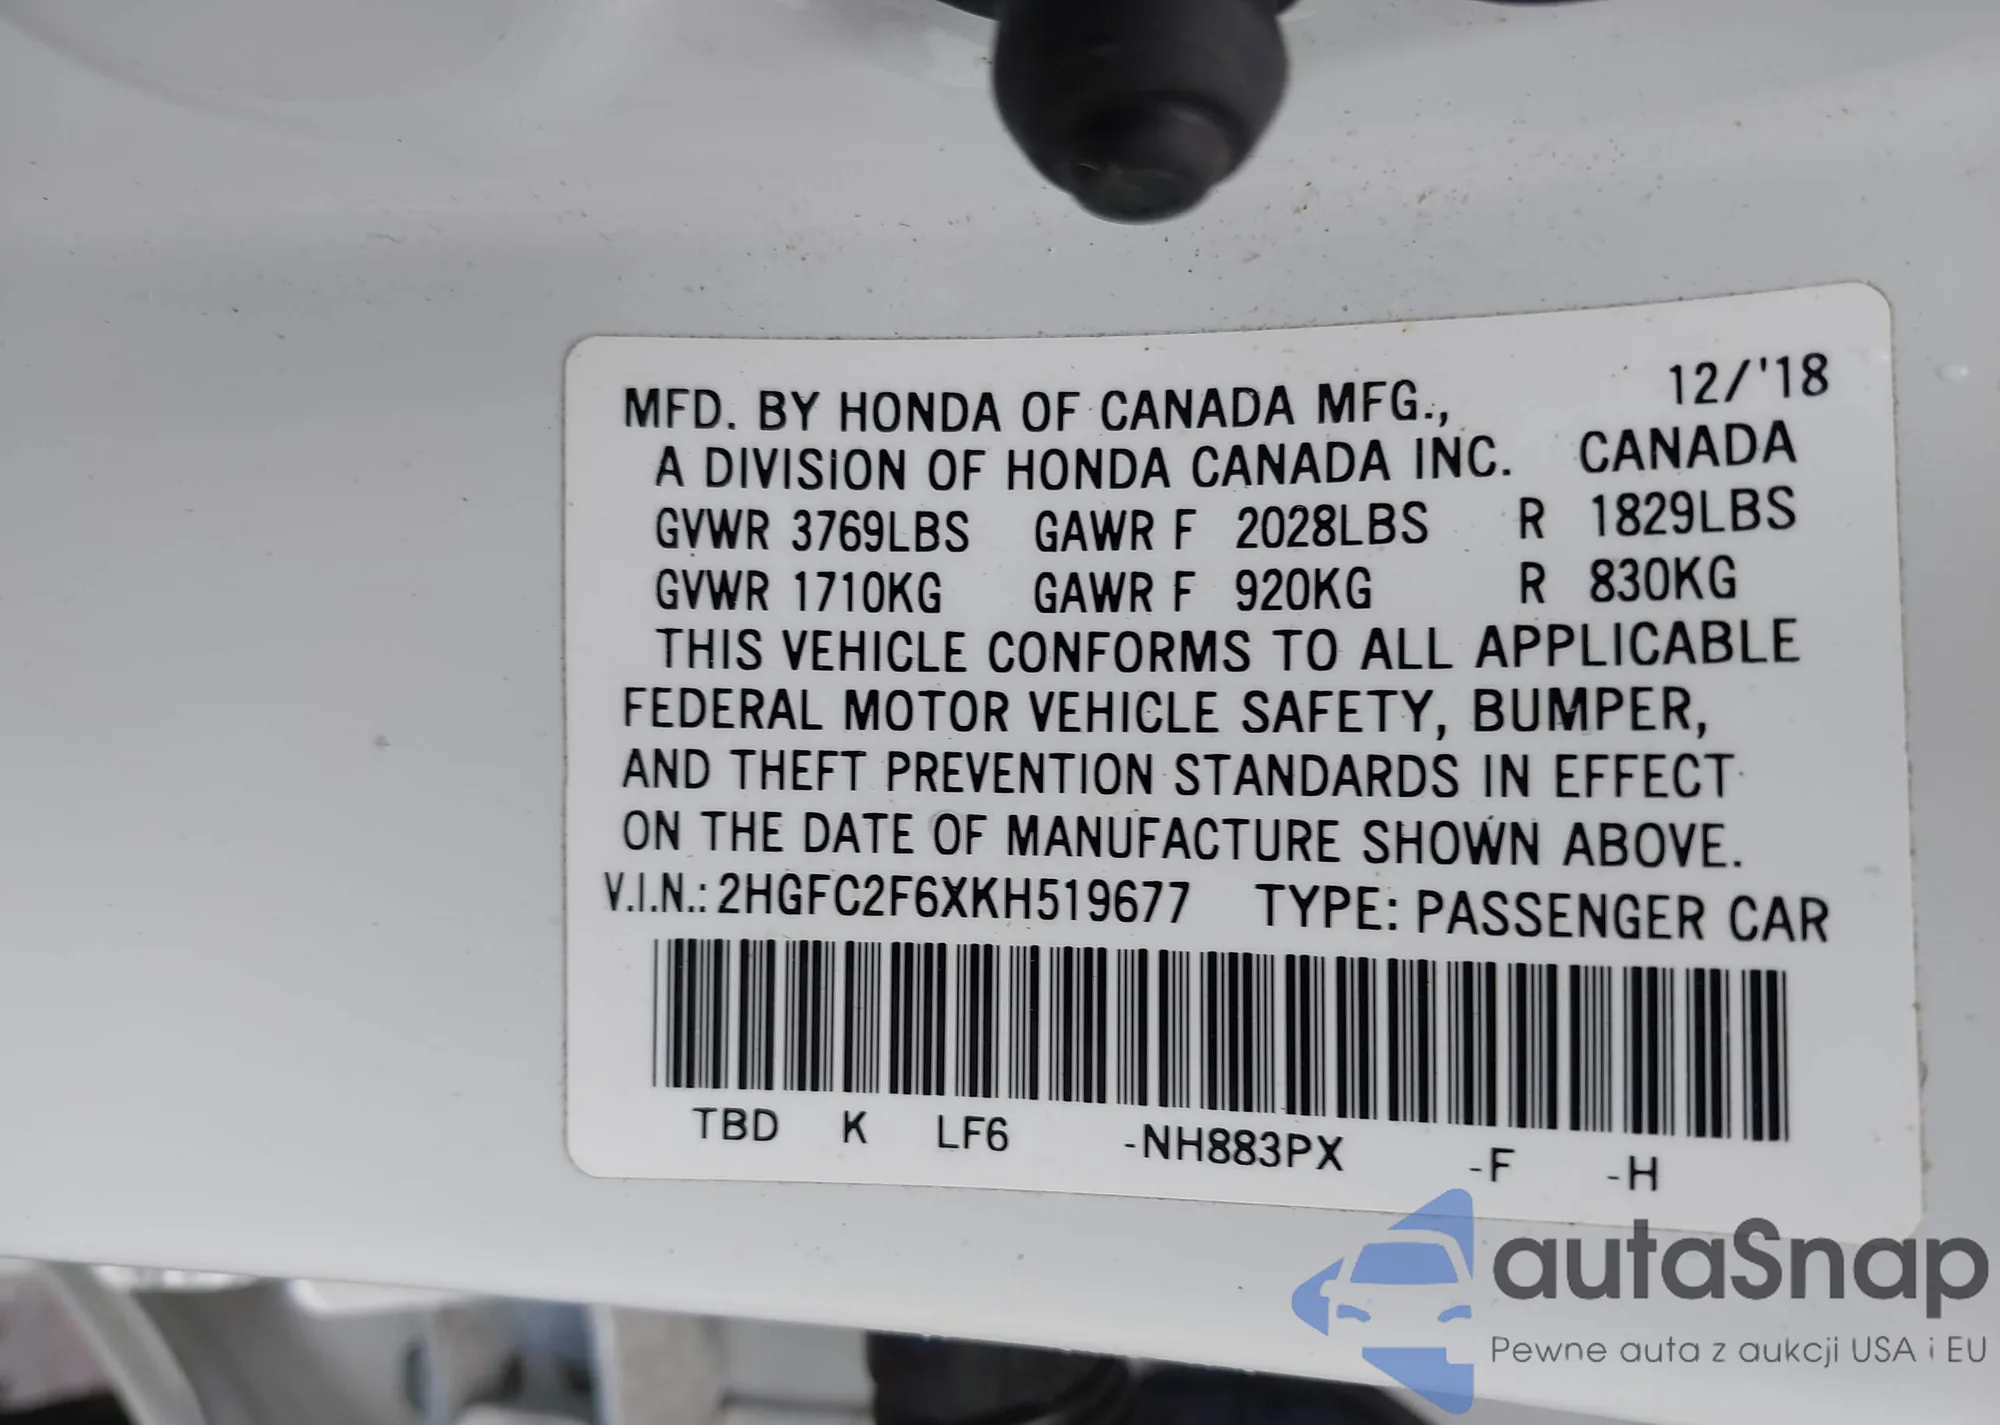 MFD. BY HONDA OF CANADA MFG., 12/'18
A DIVISION OF HONDA CANADA INC. CANADA
GVWR 3769LBS GAWR F 2028LBS R 1829LBS
GVWR 1710KG GAWR F 920KG R 830KG
THIS VEHICLE CONFORMS TO ALL APPLICABLE
FEDERAL MOTOR VEHICLE SAFETY, BUMPER,
AND THEFT PREVENTION STANDARDS IN EFFECT
ON THE DATE OF MANUFACTURE SHOWN ABOVE.
V.I.N.: 2HGFC2F6XKH519677 TYPE: PASSENGER CAR
TBD K LF6 -NH883PX -F -H
autaSnap
Pewne auta z aukcji USA i EU